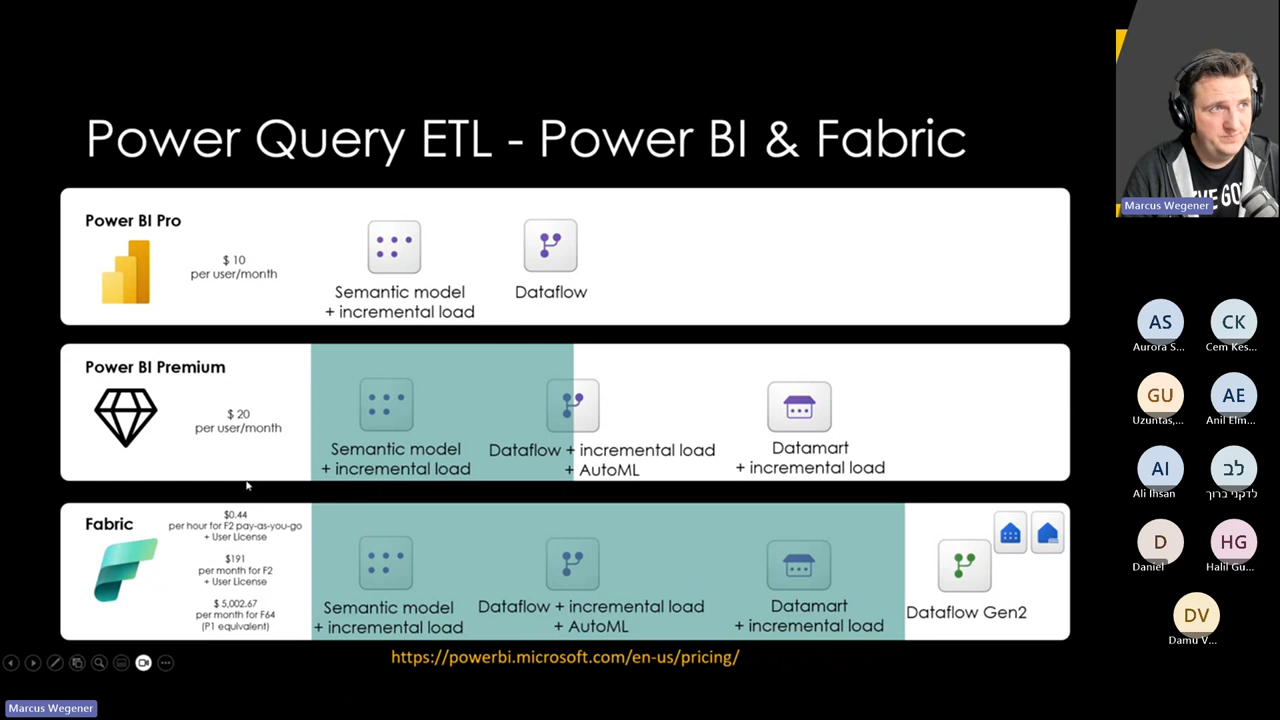 Power Query ETL - Power BI & Fabric
Power BI Pro
$ 10
per user/month
Semantic model
+ incremental load
Dataflow
Power BI Premium
$ 20
per user/month
Semantic model
+ incremental load
Dataflow + incremental load
+ AutoML
Datamart
+ incremental load
Fabric
$0.44
per hour for F2 pay-as-you-go
+ User License
$191
per month for F2
+ User License
$ 5,002.67
per month for F64
(P1 equivalent)
Semantic model
+ incremental load
Dataflow + incremental load
+ AutoML
Datamart
+ incremental load
Dataflow Gen2
https://powerbi.microsoft.com/en-us/pricing/
Marcus Wegener
Marcus Wegener
AS
Aurora S...
CK
Cem Kes...
GU
Uzuntas,...
AE
Anil Elm...
AI
Ali Ihsan
לב
לדקני ברוך
D
Daniel
HG
Halil Gu...
DV
Damu V...